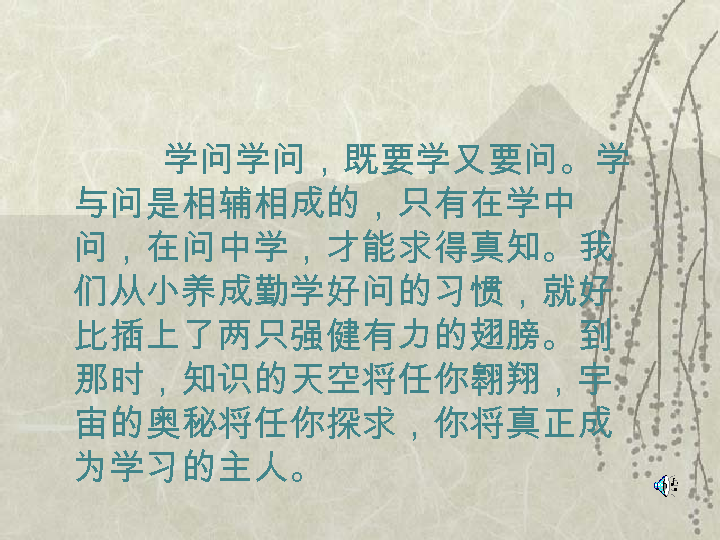 学问学问，既要学又要问。学
与问是相辅相成的，只有在学中
问，在问中学，才能求得真知。我
们从小养成勤学好问的习惯，就好
比插上了两只强健有力的翅膀。到
那时，知识的天空将任你翱翔，宇
宙的奥秘将任你探求，你将真正成
为学习的主人。